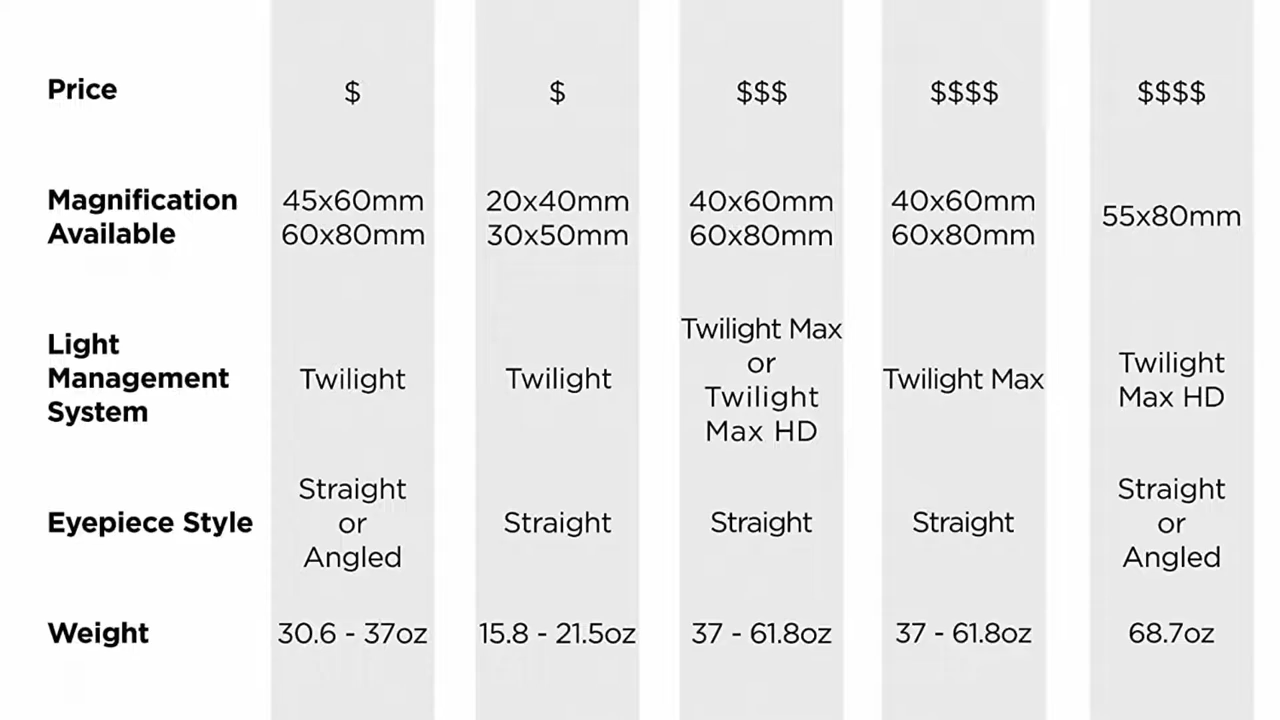 Price $ $ $$$ $$$$ $$$$
Magnification Available 45x60mm 60x80mm 20x40mm 30x50mm 40x60mm 60x80mm 40x60mm 60x80mm 55x80mm
Light Management System Twilight Twilight Twilight Max or Twilight Max HD Twilight Max Twilight Max HD
Eyepiece Style Straight or Angled Straight Straight Straight Straight or Angled
Weight 30.6 - 37oz 15.8 - 21.5oz 37 - 61.8oz 37 - 61.8oz 68.7oz